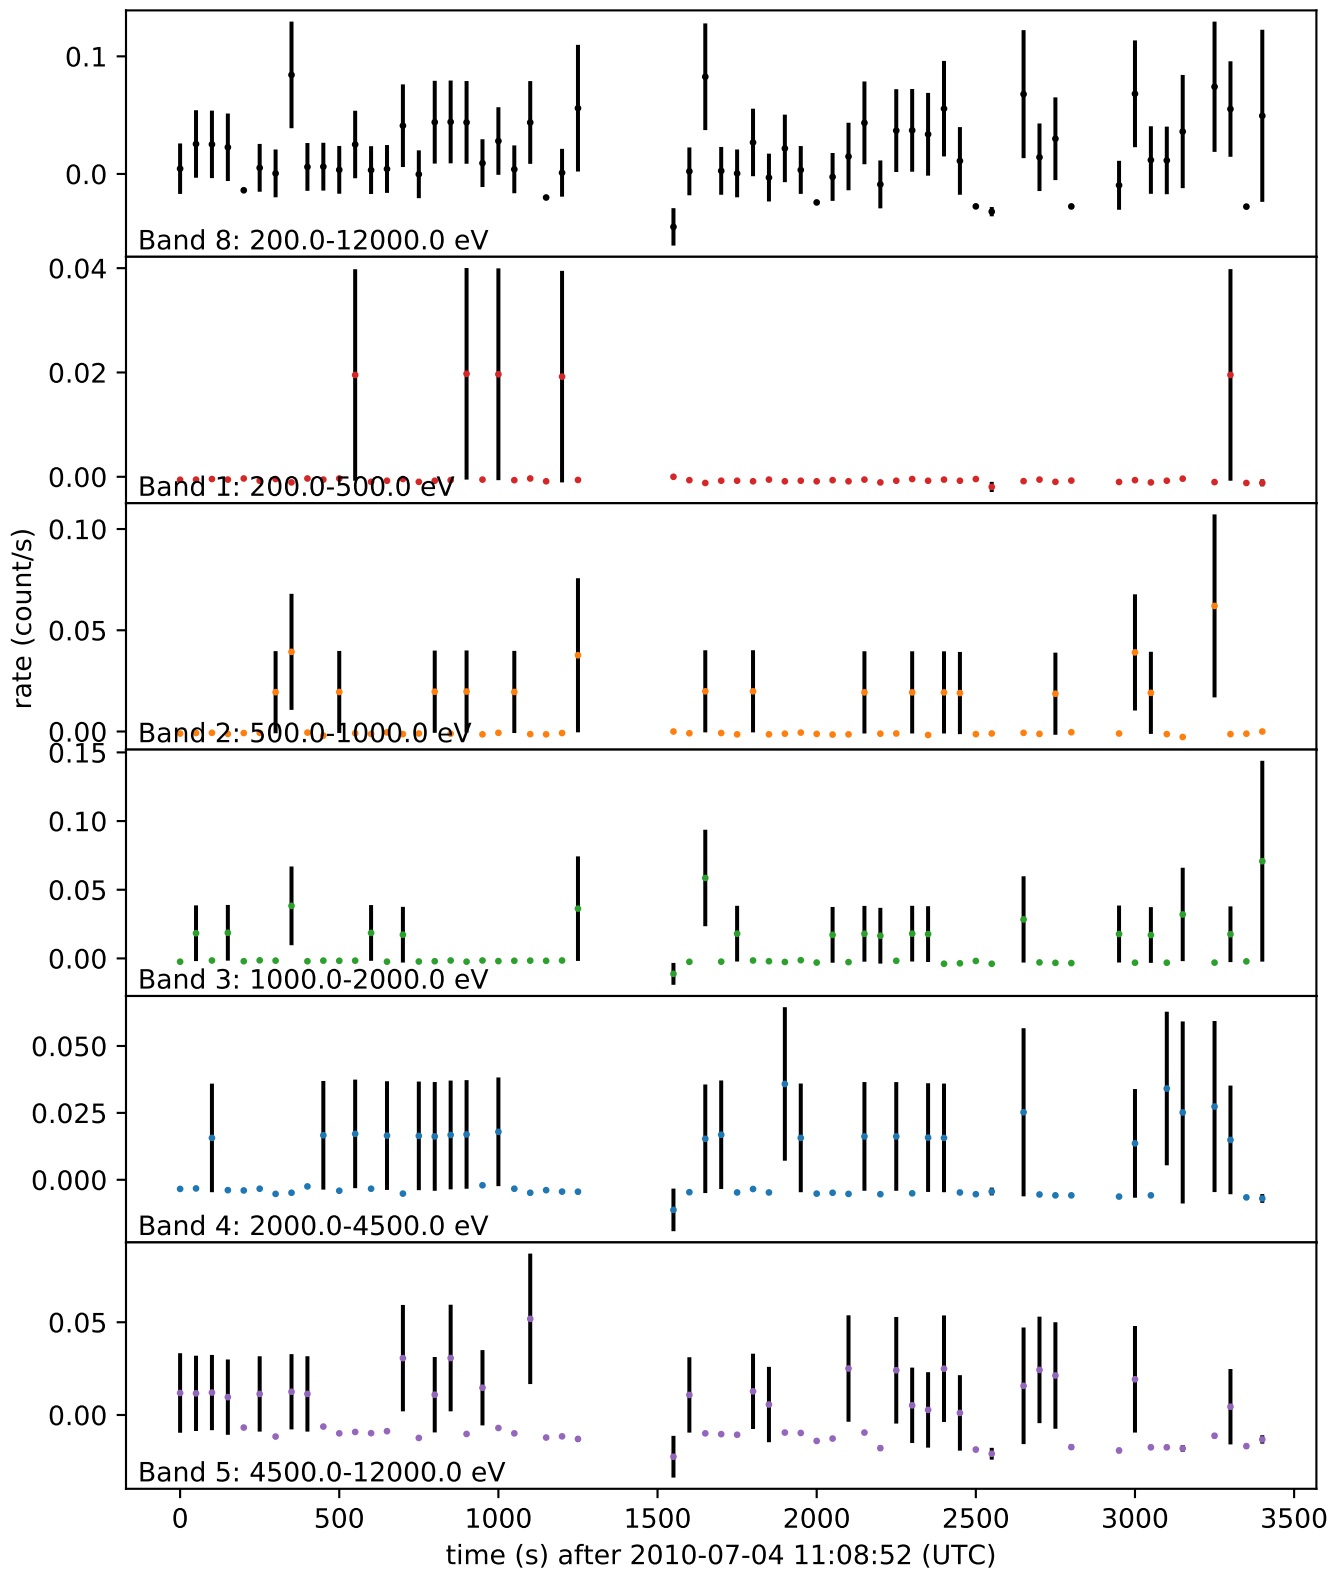 0.1
0.0
Band 8: 200.0-12000.0 eV
0.04
0.02
0.00
Band 1: 200.0-500.0 eV
0.10
0.05
0.00
Band 2: 500.0-1000.0 eV
rate (count/s)
0.15
0.10
0.05
0.00
Band 3: 1000.0-2000.0 eV
0.050
0.025
0.000
Band 4: 2000.0-4500.0 eV
0.05
0.00
Band 5: 4500.0-12000.0 eV
0 500 1000 1500 2000 2500 3000 3500
time (s) after 2010-07-04 11:08:52 (UTC)